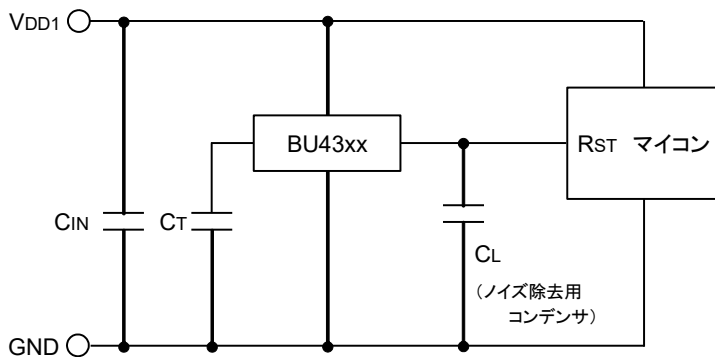 VDD1
BU43xx
RST マイコン
CIN
CT
CL
（ノイズ除去用
コンデンサ）
GND